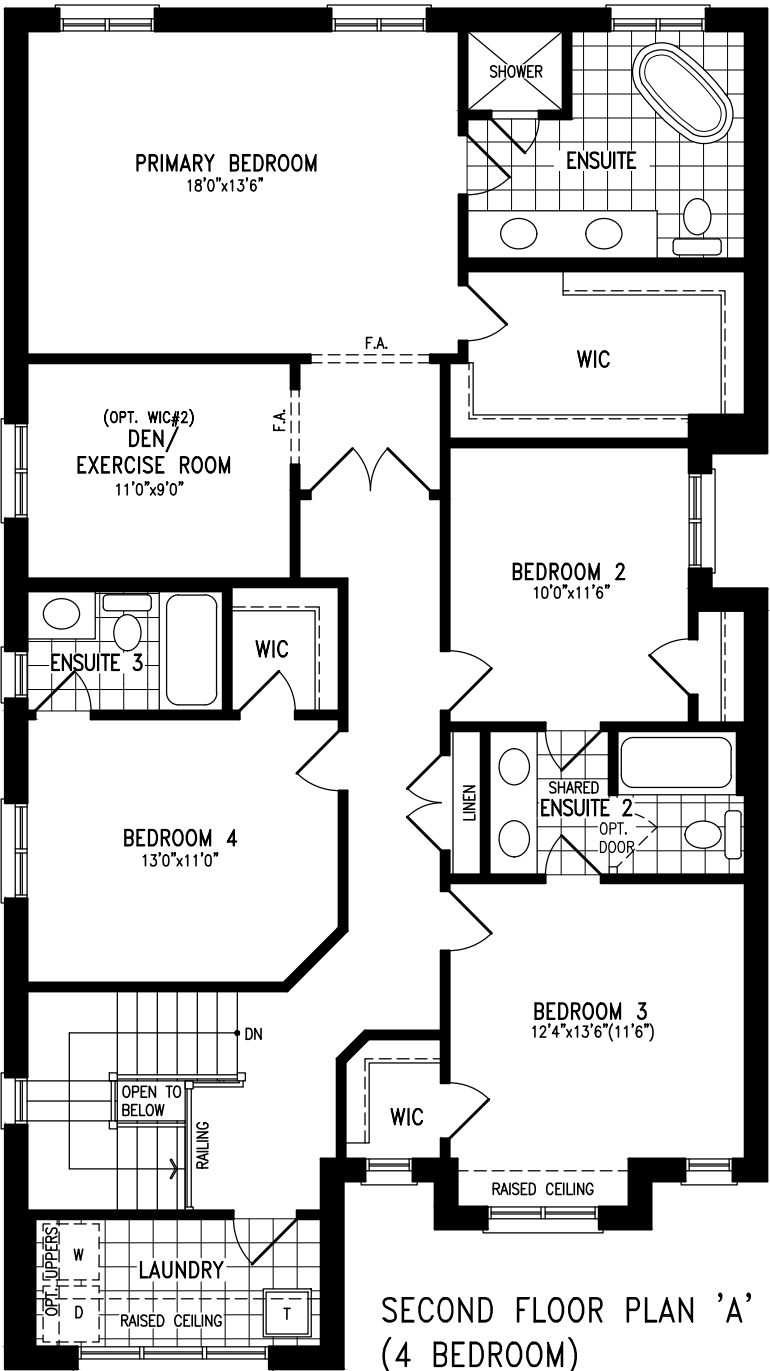 SHOWER
PRIMARY BEDROOM
18'0"x13'6"
ENSUITE
F.A.
WIC
(OPT. WIC#2)
DEN/
EXERCISE ROOM
11'0"x9'0"
F.A.
BEDROOM 2
10'0"x11'6"
ENSUITE 3
WIC
LINEN
SHARED
ENSUITE 2
OPT.
DOOR
BEDROOM 4
13'0"x11'0"
BEDROOM 3
12'4"x13'6"(11'6")
DN
OPEN TO
BELOW
RAILING
WIC
RAISED CEILING
OPT. UPPERS
W
D
LAUNDRY
RAISED CEILING
T
SECOND FLOOR PLAN 'A'
(4 BEDROOM)